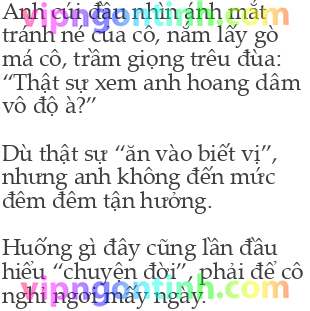 Anh cúi đầu nhìn ánh mắt
tránh né của cô, nắm lấy gò
má cô, trầm giọng trêu đùa:
“Thật sự xem anh hoang dâm
vô độ à?”
Dù thật sự “ăn vào biết vị”,
nhưng anh không đến mức
đêm đêm tận hưởng.
Huống gì đây cũng lần đầu
hiểu “chuyện đời”, phải để cô
nghỉ ngơi mấy ngày.
vipngontinh.com
vipngontinh.com